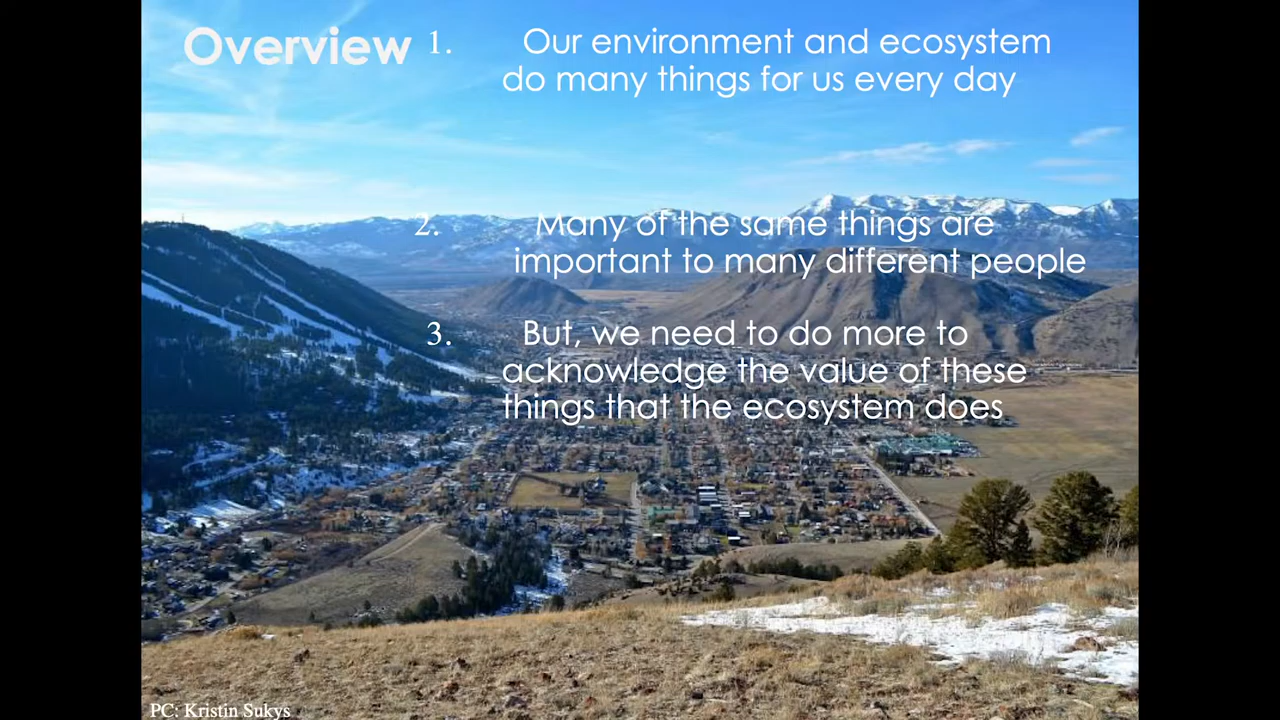 Overview
1. Our environment and ecosystem
do many things for us every day
2. Many of the same things are
important to many different people
3. But, we need to do more to
acknowledge the value of these
things that the ecosystem does
PC: Kristin Sukys